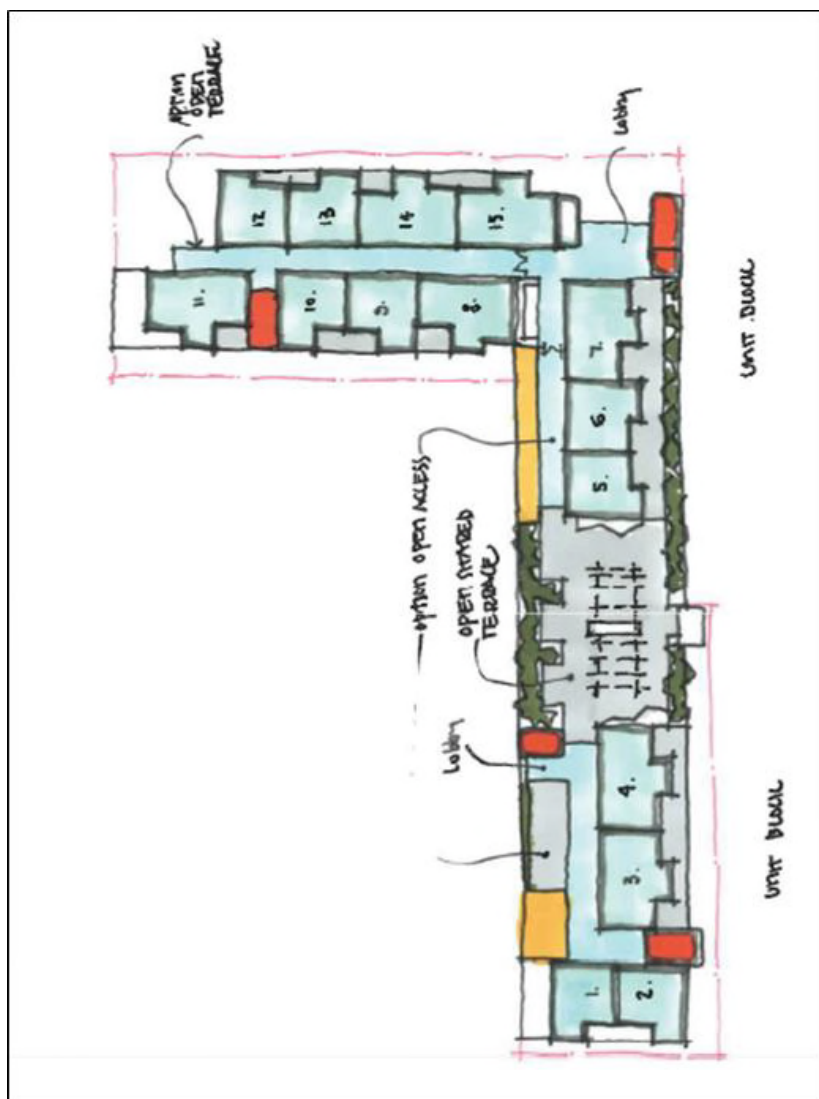 OPTION
OPEN
TERRACE
Lobby
12
13
14
15.
11.
10.
9.
8.
7.
6.
5.
UNIT BLOCK
OPTION OPEN ACCESS
OPEN SHARED
TERRACE
Lobby
4.
3.
1.
2.
UNIT BLOCK